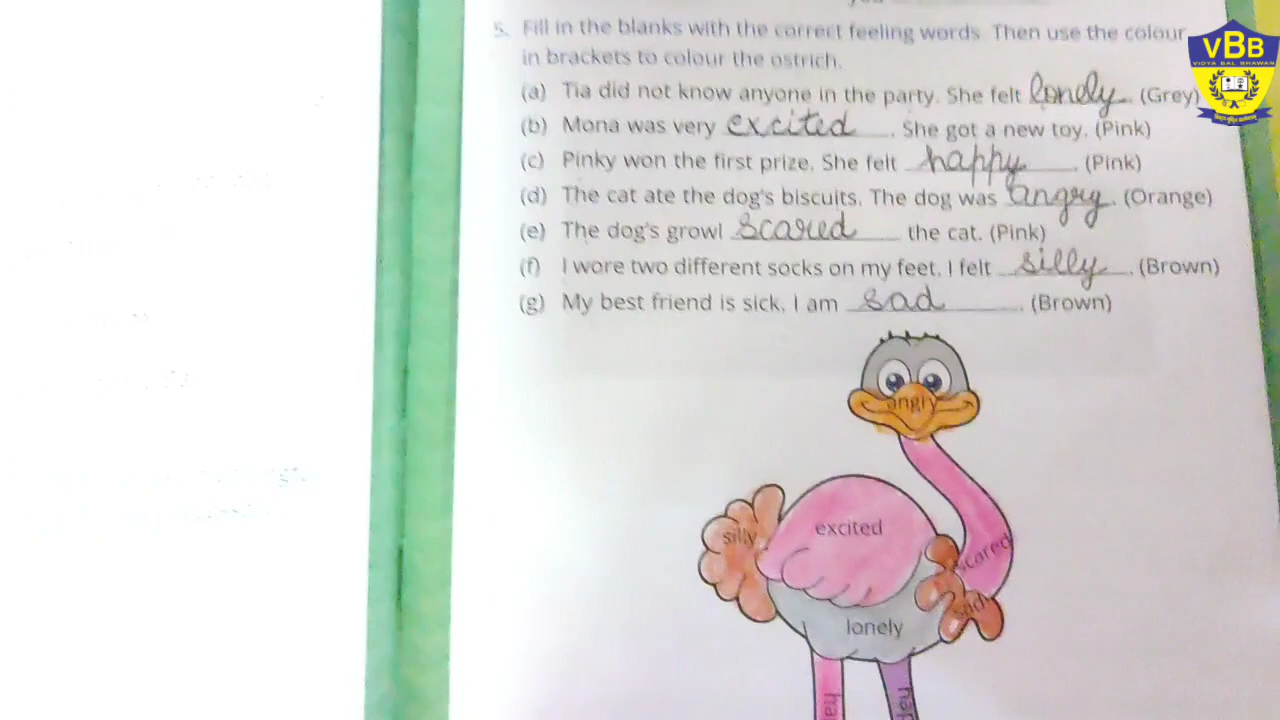 5. Fill in the blanks with the correct feeling words. Then use the colour
in brackets to colour the ostrich.
(a) Tia did not know anyone in the party. She felt lonely. (Grey)
(b) Mona was very excited. She got a new toy. (Pink)
(c) Pinky won the first prize. She felt happy. (Pink)
(d) The cat ate the dog's biscuits. The dog was angry. (Orange)
(e) The dog's growl scared the cat. (Pink)
(f) I wore two different socks on my feet. I felt silly. (Brown)
(g) My best friend is sick. I am sad. (Brown)
angry
excited
silly
scared
sad
lonely
VBB
VIDYA BAL BHAWAN